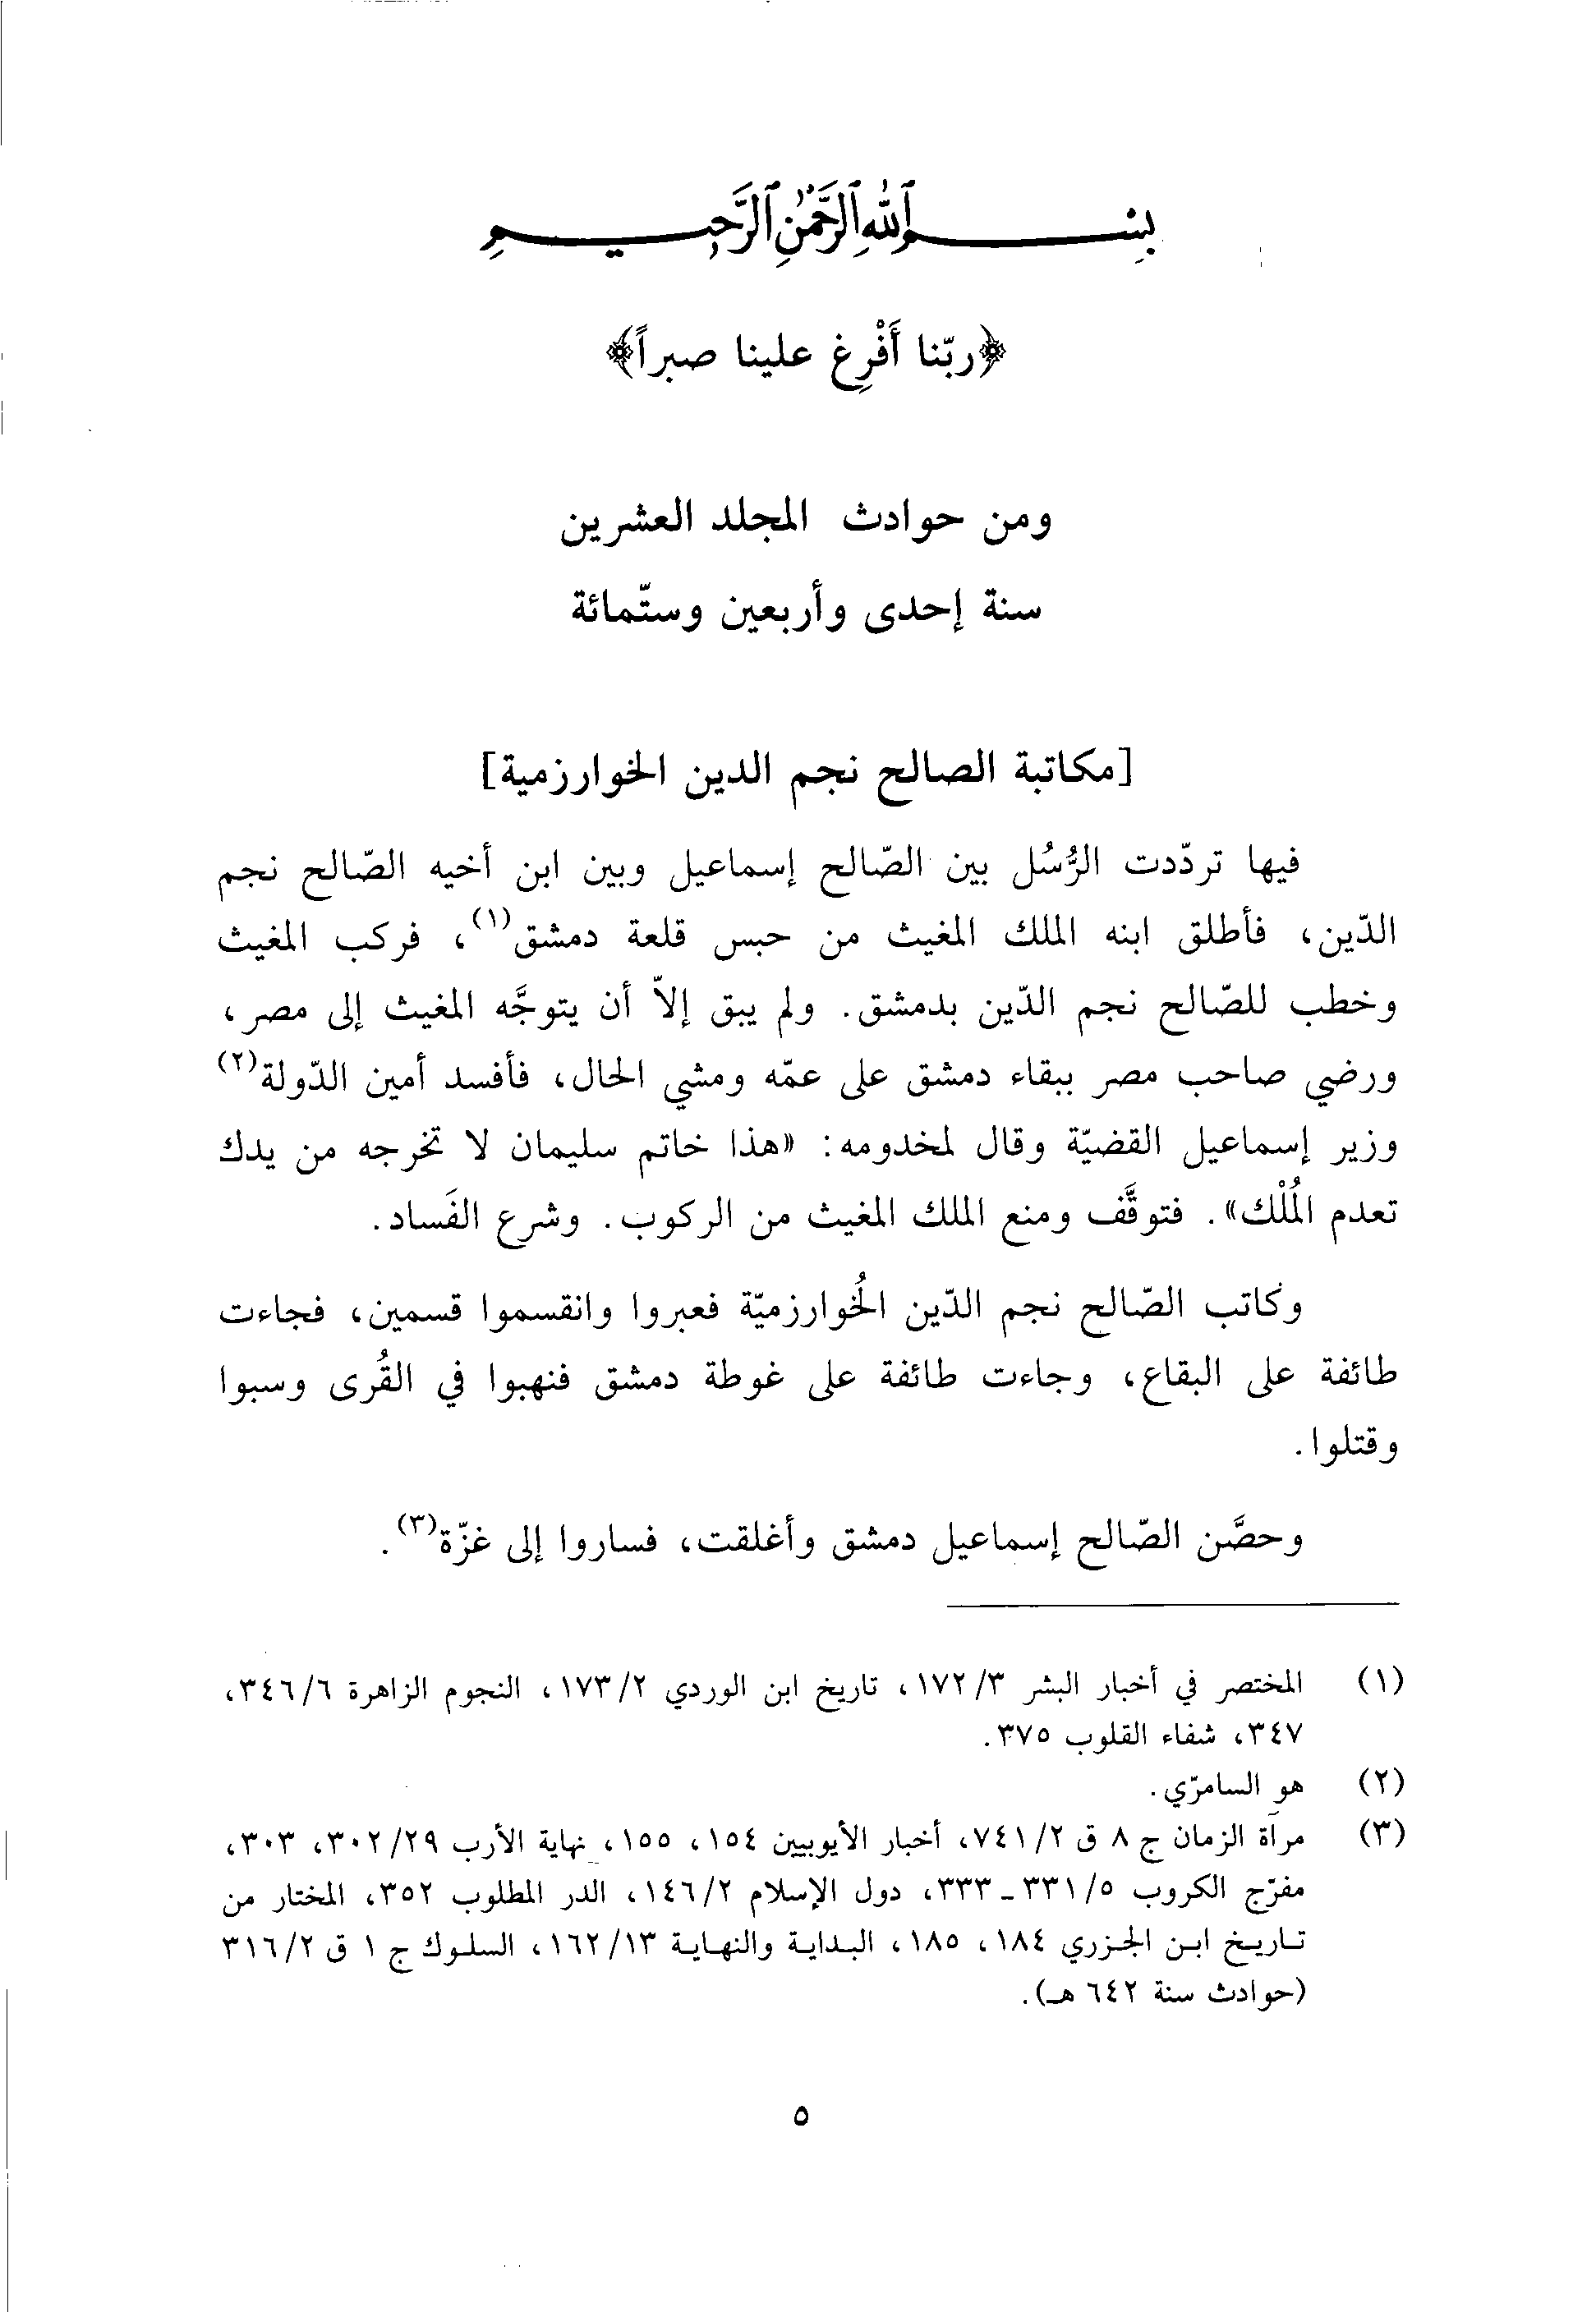 بِسْمِ ٱللَّهِ ٱلرَّحْمَٰنِ ٱلرَّحِيمِ
﴿ربّنا أَفْرِغ علينا صبراً﴾
ومن حوادث المجلد العشرين
سنة إحدى وأربعين وستّمائة
[مكاتبة الصالح نجم الدين الخوارزمية]
فيها تردّدت الرُّسُل بين الصّالح إسماعيل وبين ابن أخيه الصّالح نجم
الدّين، فأطلق ابنه الملك المغيث من حبس قلعة دمشق(١)، فركب المغيث
وخطب للصّالح نجم الدّين بدمشق. ولم يبق إلاّ أن يتوجَّه المغيث إلى مصر،
ورضي صاحب مصر ببقاء دمشق على عمّه ومشي الحال، فأفسد أمين الدّولة(٢)
وزير إسماعيل القضيّة وقال لمخدومه: «هذا خاتم سليمان لا تخرجه من يدك
تعدم المُلْك». فتوقَّف ومنع الملك المغيث من الركوب. وشرع الفَساد.
وكاتب الصّالح نجم الدّين الخُوارزميّة فعبروا وانقسموا قسمين، فجاءت
طائفة على البقاع، وجاءت طائفة على غوطة دمشق فنهبوا في القُرى وسبوا
وقتلوا.
وحصَّن الصّالح إسماعيل دمشق وأغلقت، فساروا إلى غزّة(٣).
(١) المختصر في أخبار البشر ١٧٢/٣، تاريخ ابن الوردي ١٧٣/٢، النجوم الزاهرة ٣٤٦/٦،
٣٤٧، شفاء القلوب ٣٧٥.
(٢) هو السامرّي.
(٣) مرآة الزمان ج ٨ ق ٧٤١/٢، أخبار الأيوبيين ١٥٤، ١٥٥، نهاية الأرب ٣٠٢/٢٩، ٣٠٣،
مفرّج الكروب ٣٣١/٥ - ٣٣٣، دول الإسلام ١٤٦/٢، الدر المطلوب ٣٥٢، المختار من
تاريخ ابن الجزري ١٨٤، ١٨٥، البداية والنهاية ١٦٢/١٣، السلوك ج ١ ق ٣١٦/٢
(حوادث سنة ٦٤٢ هـ).
٥